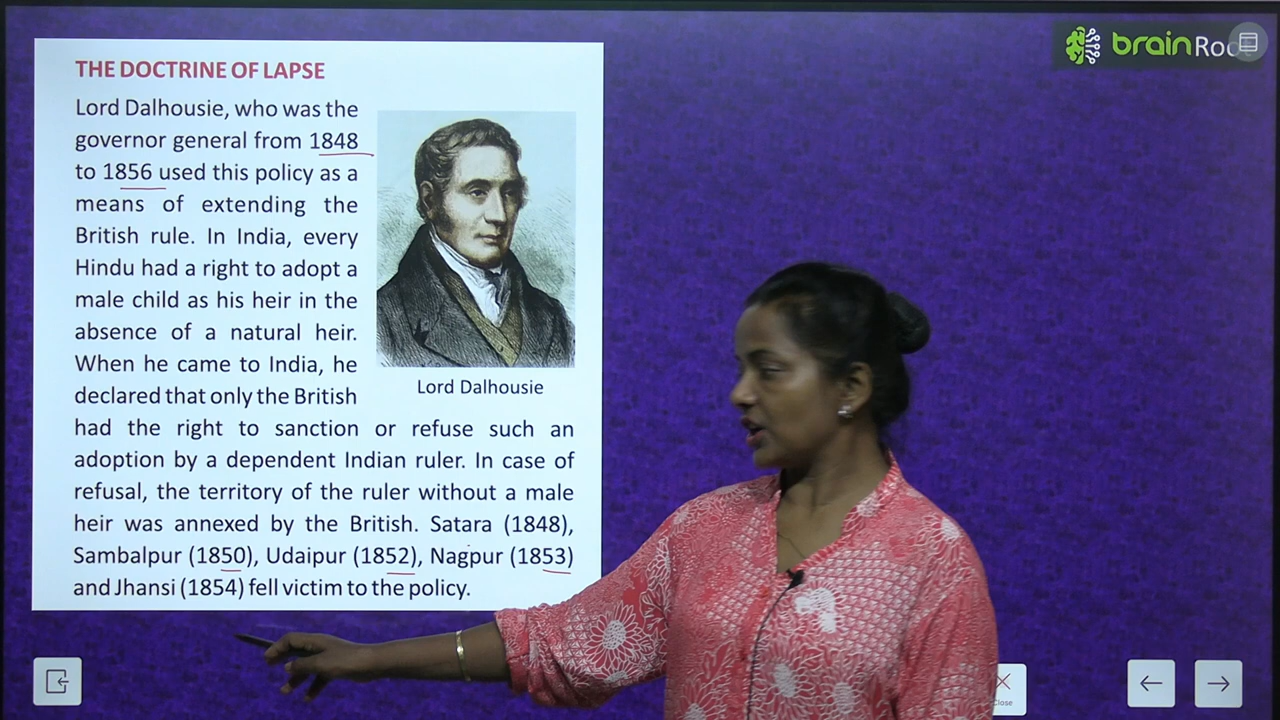 brainRoot
THE DOCTRINE OF LAPSE
Lord Dalhousie, who was the
governor general from 1848
to 1856 used this policy as a
means of extending the
British rule. In India, every
Hindu had a right to adopt a
male child as his heir in the
absence of a natural heir.
When he came to India, he
declared that only the British
had the right to sanction or refuse such an
adoption by a dependent Indian ruler. In case of
refusal, the territory of the ruler without a male
heir was annexed by the British. Satara (1848),
Sambalpur (1850), Udaipur (1852), Nagpur (1853)
and Jhansi (1854) fell victim to the policy.
Lord Dalhousie
Close